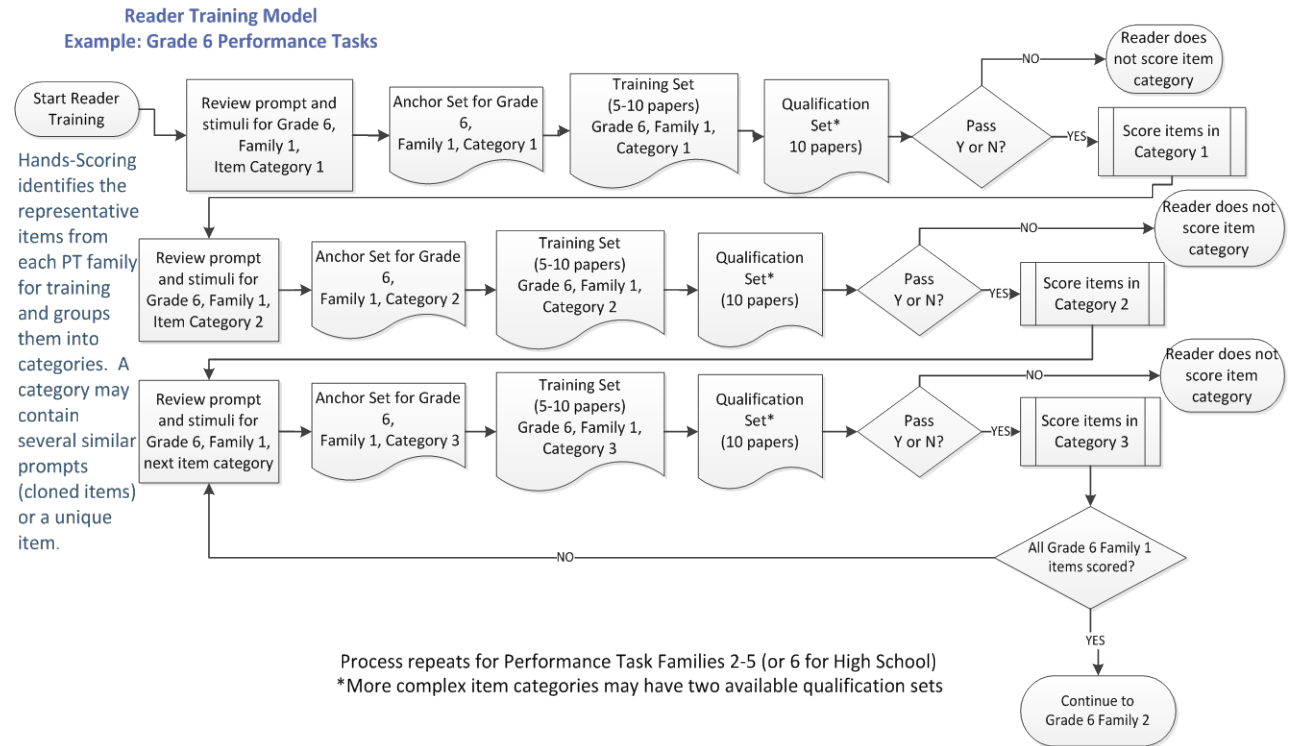 Reader Training Model
Example: Grade 6 Performance Tasks
Start Reader
Training
Review prompt and
stimuli for Grade 6,
Family 1,
Item Category 1
Anchor Set for Grade
6,
Family 1, Category 1
Training Set
(5-10 papers)
Grade 6, Family 1,
Category 1
Qualification
Set*
10 papers)
Pass
Y or N?
NO
Reader does
not score item
category
YES
Score items in
Category 1
Hands-Scoring
identifies the
representative
items from
each PT family
for training
and groups
them into
categories. A
category may
contain
several similar
prompts
(cloned items)
or a unique
item.
Review prompt
and stimuli for
Grade 6, Family 1,
Item Category 2
Anchor Set for Grade
6,
Family 1, Category 2
Training Set
(5-10 papers)
Grade 6, Family 1,
Category 2
Qualification
Set*
(10 papers)
Pass
Y or N?
NO
Reader does not
score item
category
YES
Score items in
Category 2
Review prompt
and stimuli for
Grade 6, Family 1,
next item category
Anchor Set for Grade
6,
Family 1, Category 3
Training Set
(5-10 papers)
Grade 6, Family 1,
Category 3
Qualification
Set*
(10 papers)
Pass
Y or N?
NO
Reader does not
score item
category
YES
Score items in
Category 3
All Grade 6 Family 1
items scored?
NO
YES
Continue to
Grade 6 Family 2
Process repeats for Performance Task Families 2-5 (or 6 for High School)
*More complex item categories may have two available qualification sets